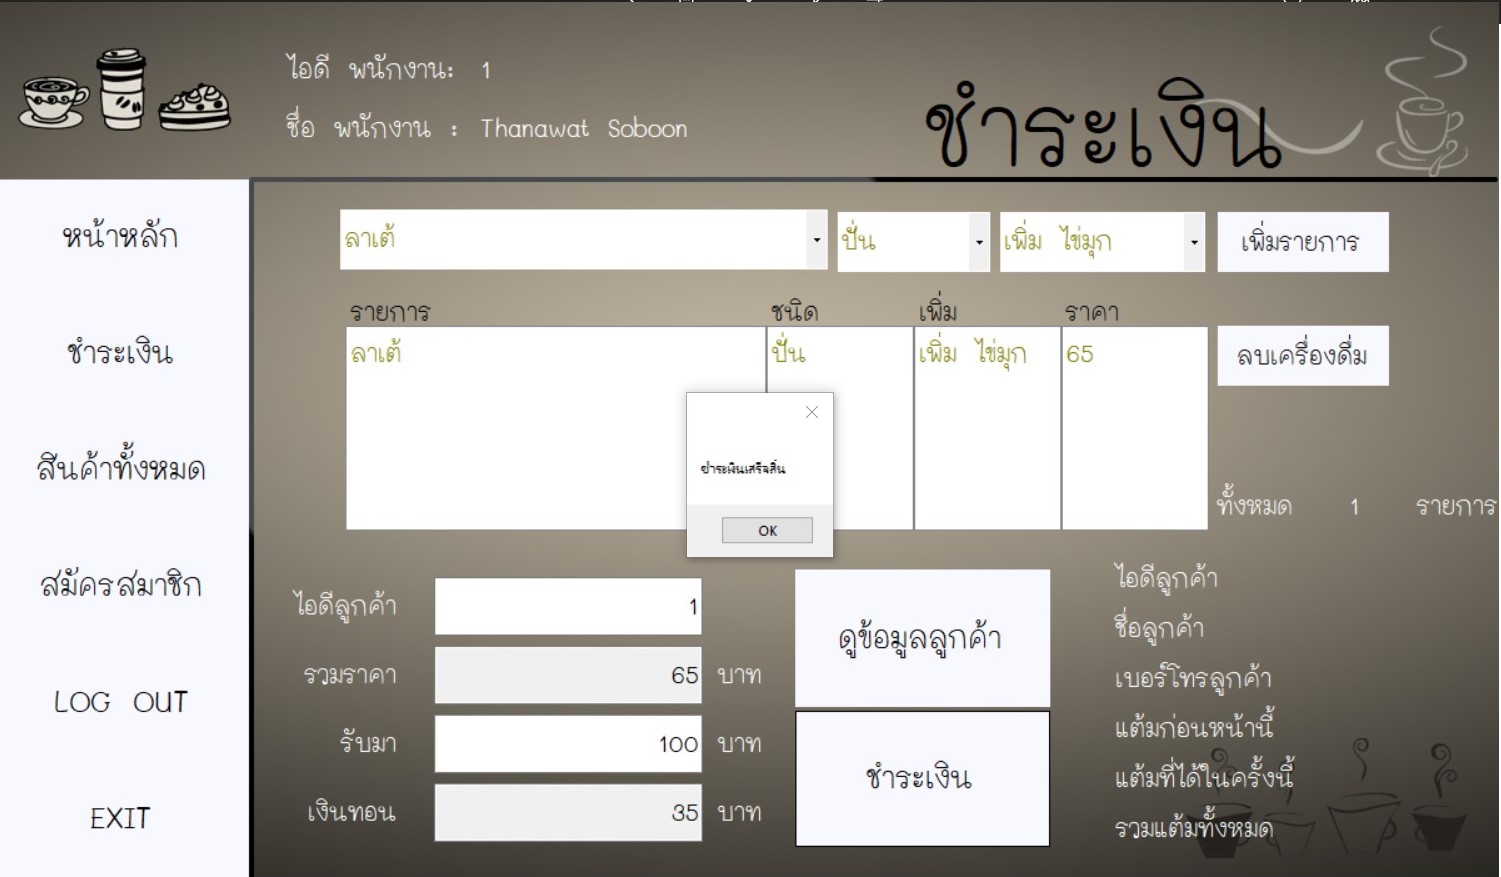 ไอดี พนักงาน: 1
ชื่อ พนักงาน : Thanawat Soboon
ชำระเงิน
หน้าหลัก
ชำระเงิน
สินค้าทั้งหมด
สมัครสมาชิก
LOG OUT
EXIT
ลาเต้ ปั่น เพิ่ม ไข่มุก เพิ่มรายการ
รายการ ชนิด เพิ่ม ราคา
ลาเต้ ปั่น เพิ่ม ไข่มุก 65 ลบเครื่องดื่ม
ชำระเงินเสร็จสิ้น
OK
ทั้งหมด 1 รายการ
ไอดีลูกค้า 1
รวมราคา 65 บาท
รับมา 100 บาท
เงินทอน 35 บาท
ดูข้อมูลลูกค้า
ชำระเงิน
ไอดีลูกค้า
ชื่อลูกค้า
เบอร์โทรลูกค้า
แต้มก่อนหน้านี้
แต้มที่ได้ในครั้งนี้
รวมแต้มทั้งหมด